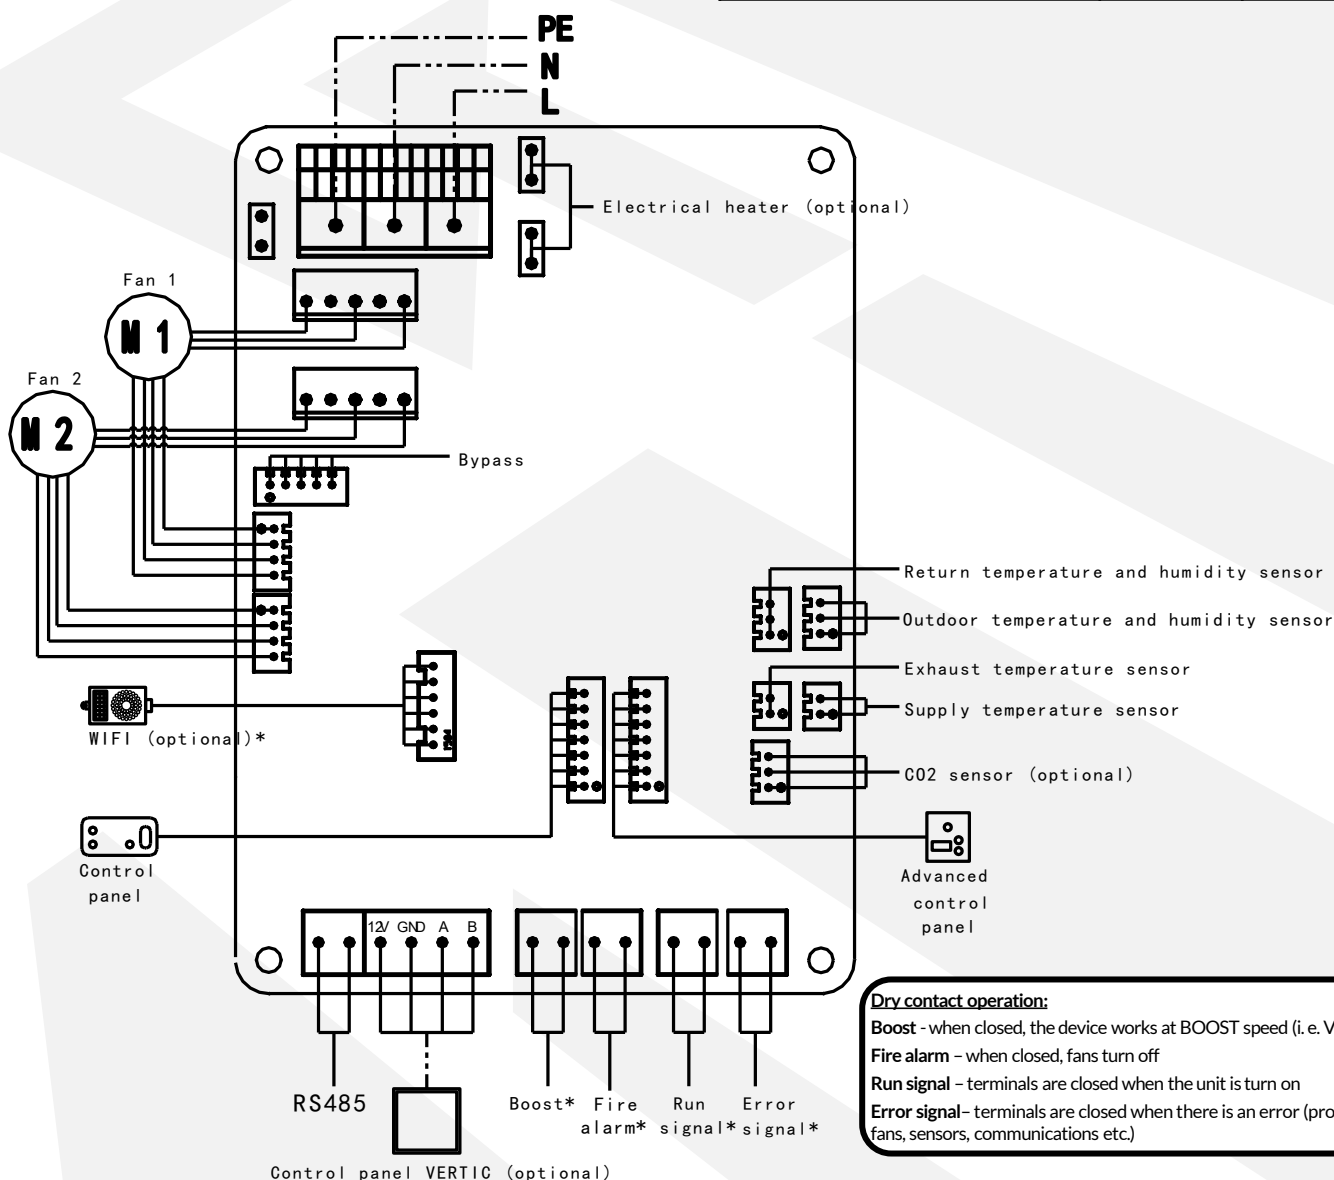 PE
N
L
Electrical heater (optional)
Fan 1
M 1
Fan 2
M 2
Bypass
Return temperature and humidity sensor
Outdoor temperature and humidity sensor
Exhaust temperature sensor
Supply temperature sensor
WIFI (optional)*
CO2 sensor (optional)
Control
panel
Advanced
control
panel
12V GND A B
RS485
Boost*
Fire
alarm*
Run
signal*
Error
signal*
Control panel VERTIC (optional)
Dry contact operation:
Boost - when closed, the device works at BOOST speed (i. e. V
Fire alarm – when closed, fans turn off
Run signal – terminals are closed when the unit is turn on
Error signal– terminals are closed when there is an error (pro
fans, sensors, communications etc.)